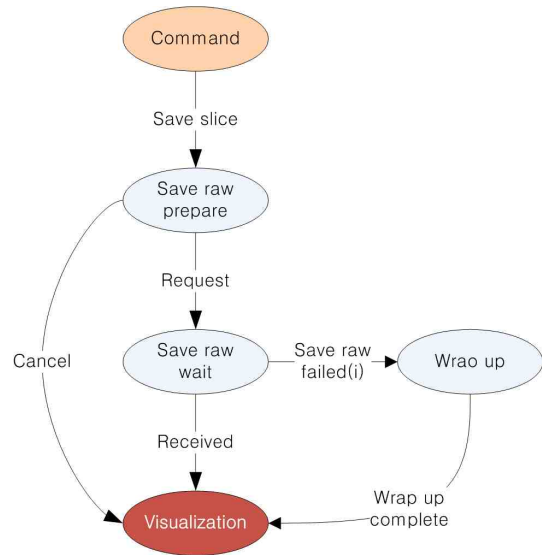 Command
Save slice
Save raw
prepare
Request
Cancel
Save raw
wait
Save raw
failed(i)
Wrao up
Received
Wrap up
complete
Visualization